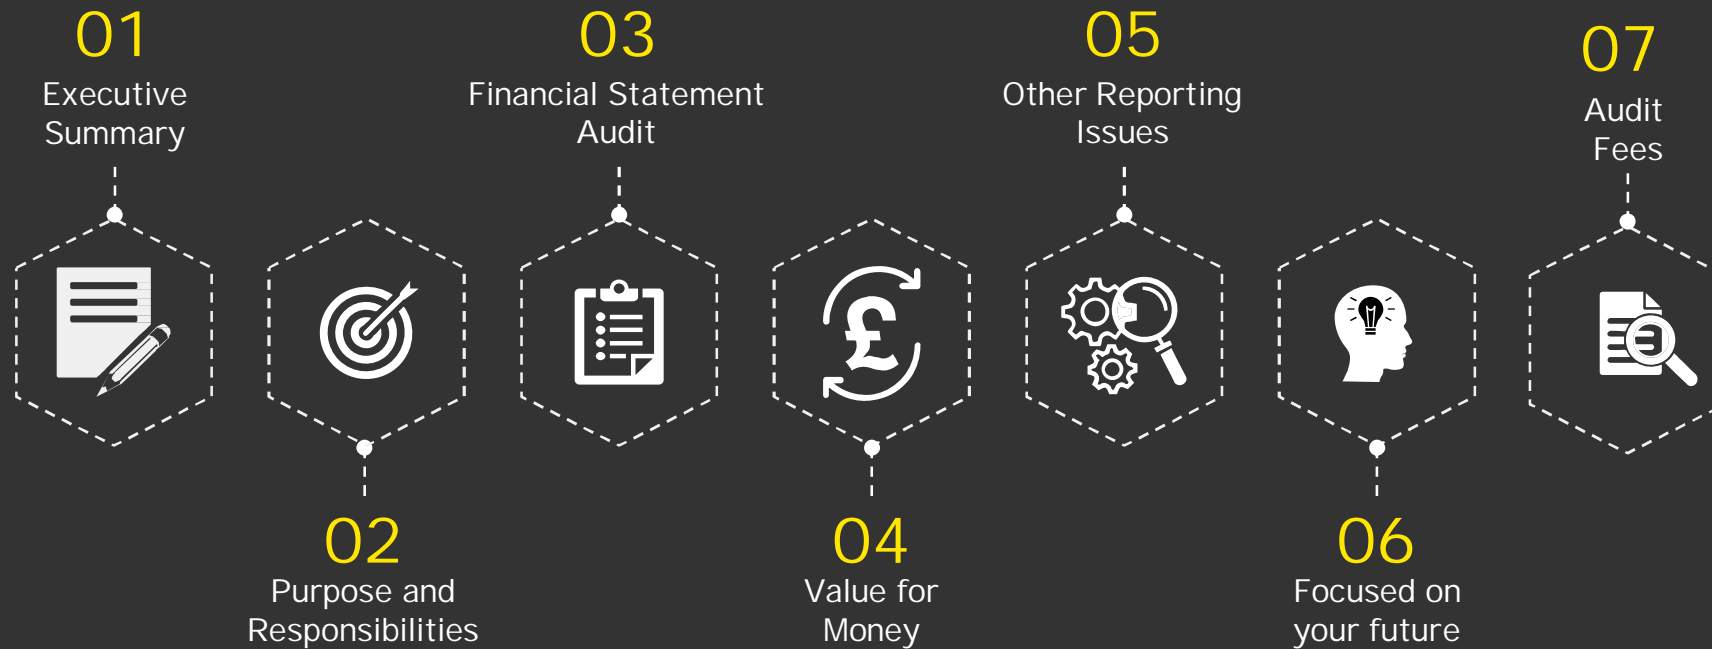 01
Executive
Summary
02
Purpose and
Responsibilities
03
Financial Statement
Audit
04
Value for
Money
05
Other Reporting
Issues
06
Focused on
your future
07
Audit
Fees
£